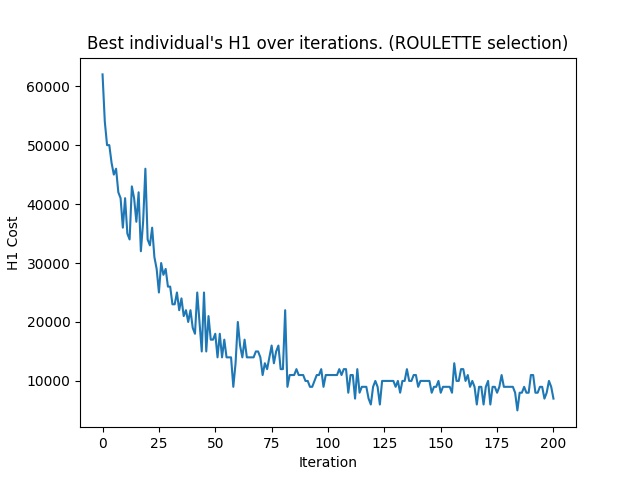 Best individual's H1 over iterations. (ROULETTE selection)
60000
50000
40000
30000
20000
10000
H1 Cost
0 25 50 75 100 125 150 175 200
Iteration